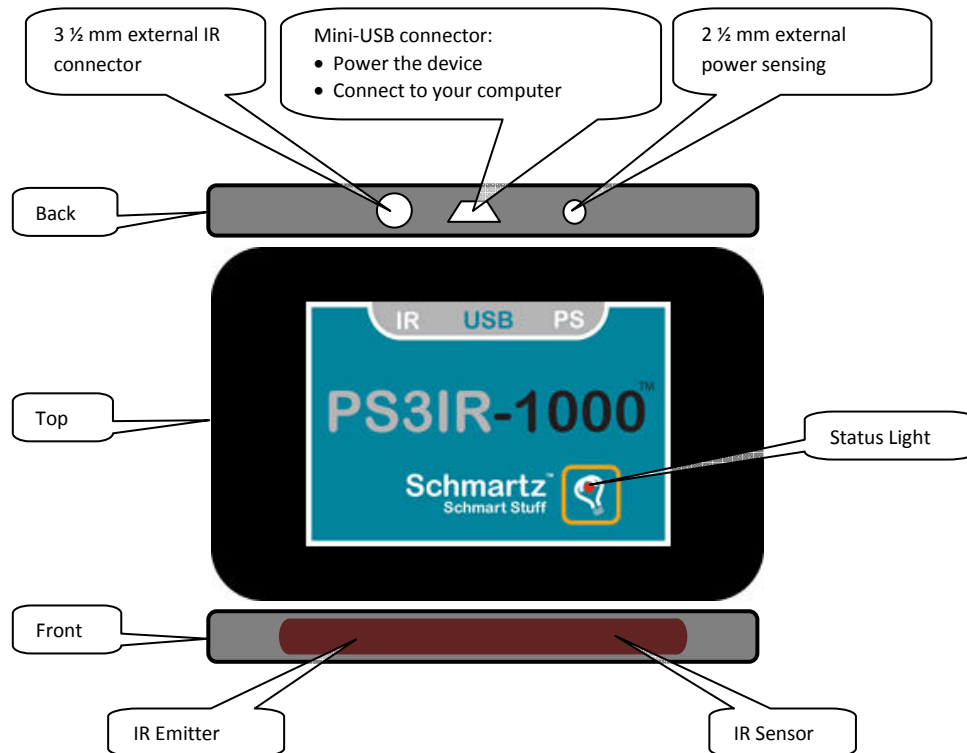 3 ½ mm external IR
connector
Mini-USB connector:
• Power the device
• Connect to your computer
2 ½ mm external
power sensing
Back
IR USB PS
PS3IR-1000™
Top
Status Light
Schmartz™
Schmart Stuff
Front
IR Emitter
IR Sensor